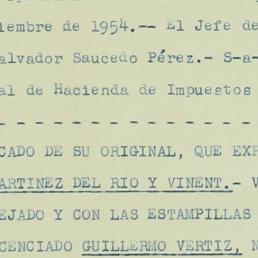 iembre de 1954.-- El Jefe de
alvador Saucedo Pérez.- S-a-
al de Hacienda de Impuestos
- - - - - - - - - - - - - - -
CADO DE SU ORIGINAL, QUE EXP
ARTINEZ DEL RIO Y VINENT.- V
EJADO Y CON LAS ESTAMPILLAS
CENCIADO GUILLERMO VERTIZ, N